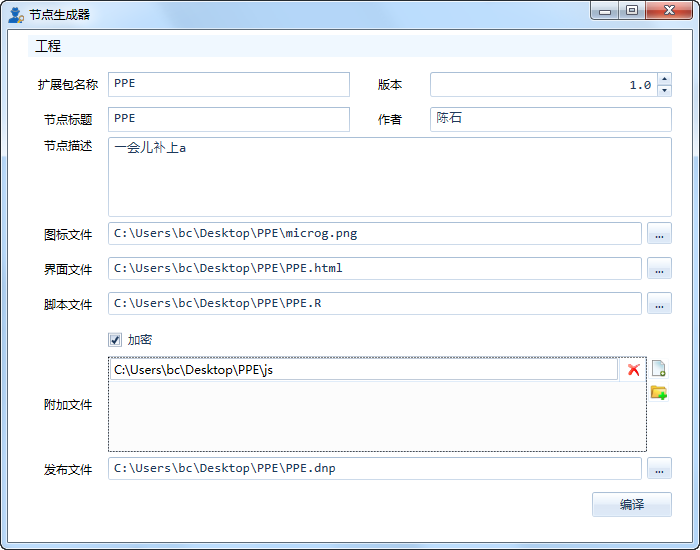 节点生成器
工程
扩展包名称 PPE 版本 1.0
节点标题 PPE 作者 陈石
节点描述 一会儿补上a
图标文件 C:\Users\bc\Desktop\PPE\microg.png ...
界面文件 C:\Users\bc\Desktop\PPE\PPE.html ...
脚本文件 C:\Users\bc\Desktop\PPE\PPE.R ...
加密
C:\Users\bc\Desktop\PPE\js
附加文件
发布文件 C:\Users\bc\Desktop\PPE\PPE.dnp ...
编译